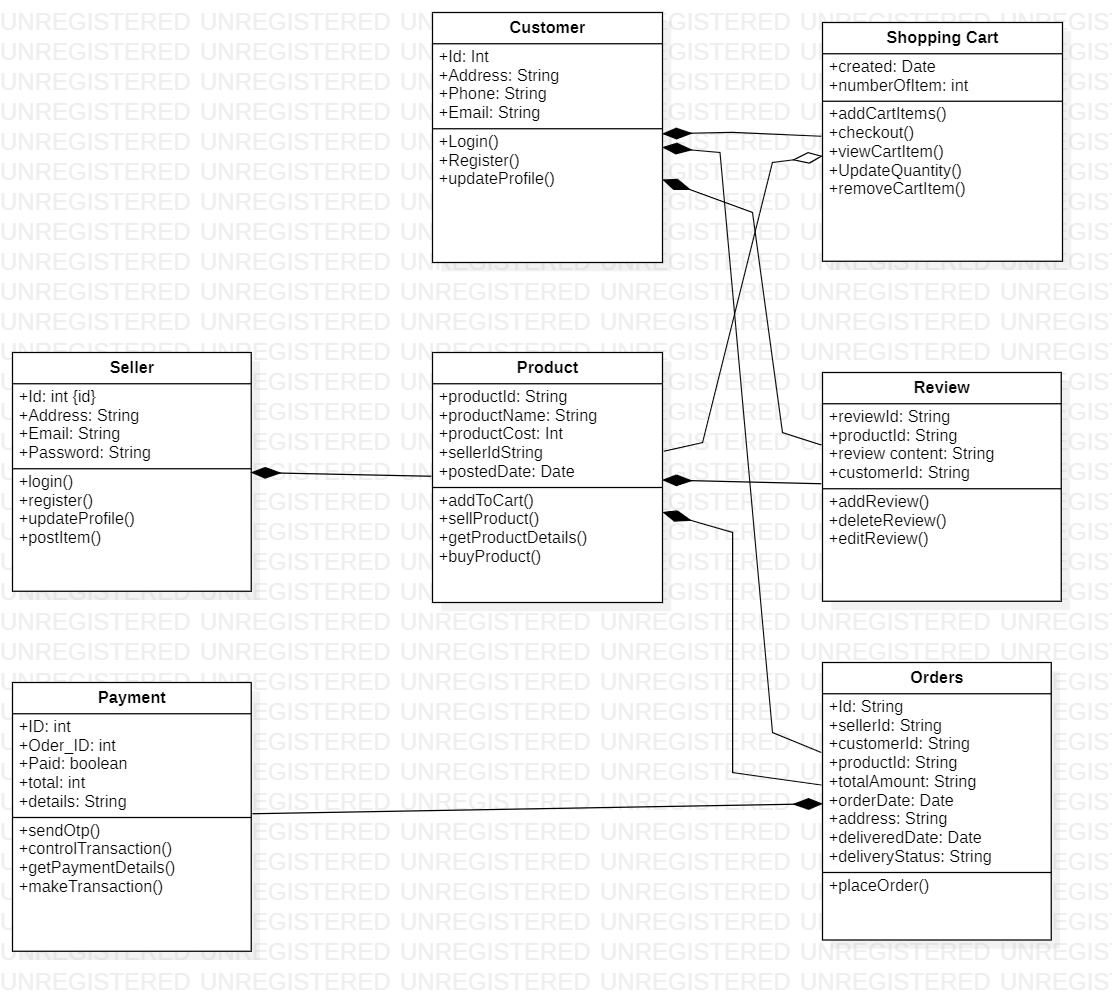 Customer
+Id: Int
+Address: String
+Phone: String
+Email: String
+Login()
+Register()
+updateProfile()
Shopping Cart
+created: Date
+numberOfItem: int
+addCartItems()
+checkout()
+viewCartItem()
+UpdateQuantity()
+removeCartItem()
Seller
+Id: int {id}
+Address: String
+Email: String
+Password: String
+login()
+register()
+updateProfile()
+postItem()
Product
+productId: String
+productName: String
+productCost: Int
+sellerIdString
+postedDate: Date
+addToCart()
+sellProduct()
+getProductDetails()
+buyProduct()
Review
+reviewId: String
+productId: String
+review content: String
+customerId: String
+addReview()
+deleteReview()
+editReview()
Payment
+ID: int
+Oder_ID: int
+Paid: boolean
+total: int
+details: String
+sendOtp()
+controlTransaction()
+getPaymentDetails()
+makeTransaction()
Orders
+Id: String
+sellerId: String
+customerId: String
+productId: String
+totalAmount: String
+orderDate: Date
+address: String
+deliveredDate: Date
+deliveryStatus: String
+placeOrder()
UNREGISTERED